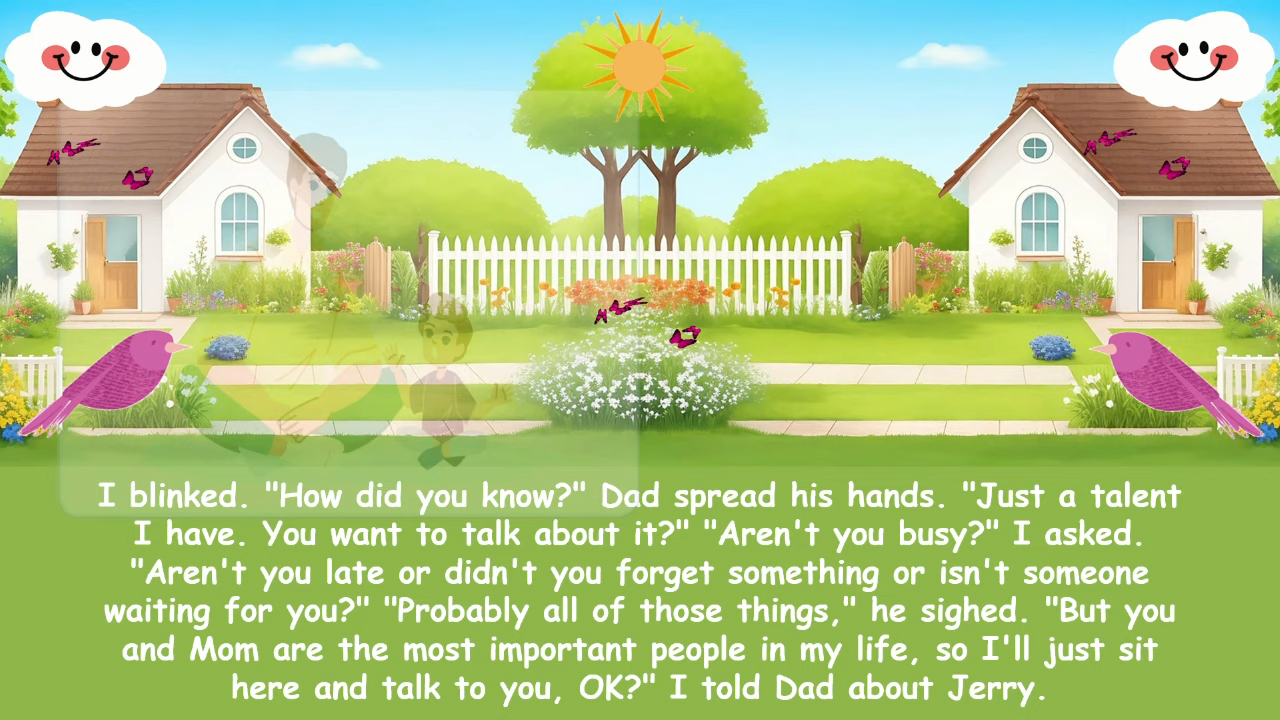 I blinked. "How did you know?" Dad spread his hands. "Just a talent
I have. You want to talk about it?" "Aren't you busy?" I asked.
"Aren't you late or didn't you forget something or isn't someone
waiting for you?" "Probably all of those things," he sighed. "But you
and Mom are the most important people in my life, so I'll just sit
here and talk to you, OK?" I told Dad about Jerry.